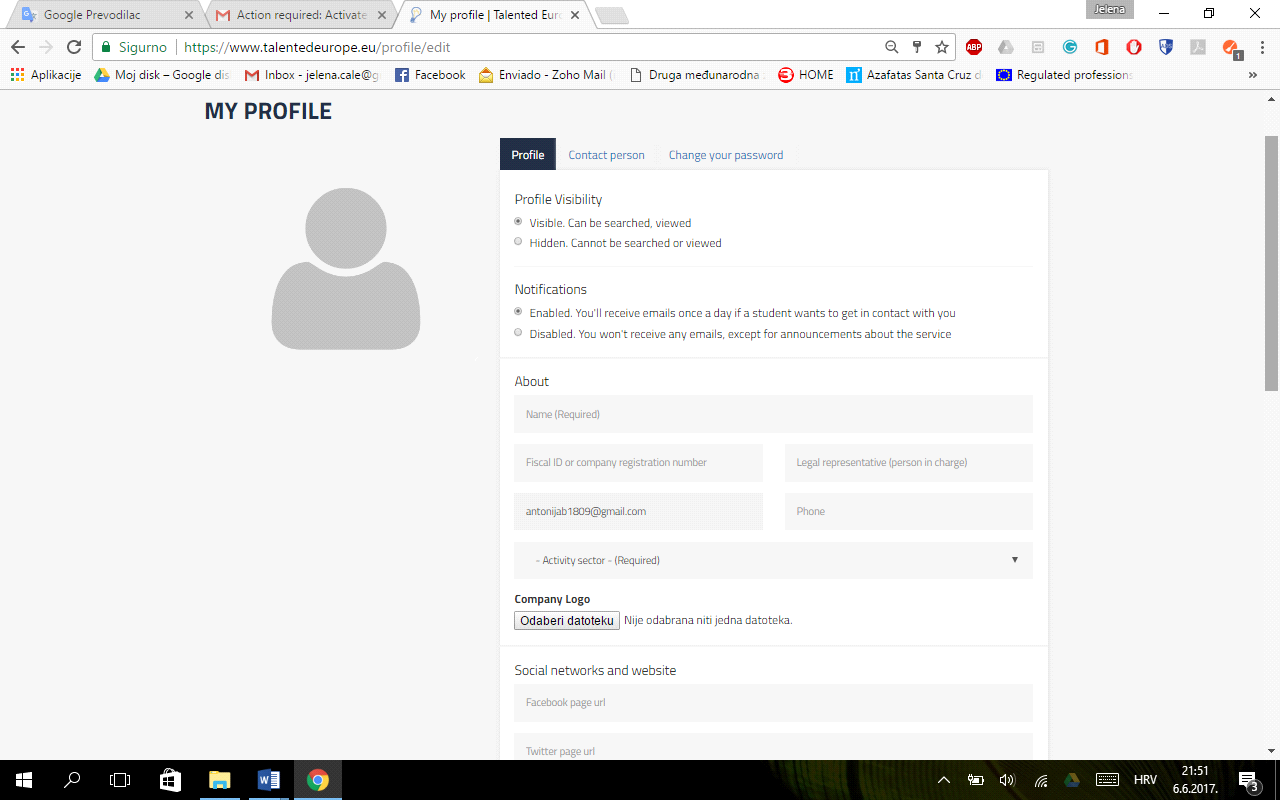 Google Prevodilac
Action required: Activate
My profile | Talented Eur
Jelena
Sigurno
https://www.talentedeurope.eu/profile/edit
ABP
1
Aplikacije
Moj disk – Google dis
Inbox - jelena.cale@g
Facebook
Enviado - Zoho Mail (
Druga međunarodna
HOME
Azafatas Santa Cruz d
Regulated professions
»
MY PROFILE
Profile
Contact person
Change your password
Profile Visibility
Visible. Can be searched, viewed
Hidden. Cannot be searched or viewed
Notifications
Enabled. You'll receive emails once a day if a student wants to get in contact with you
Disabled. You won't receive any emails, except for announcements about the service
About
Name (Required)
Fiscal ID or company registration number
Legal representative (person in charge)
antonijab1809@gmail.com
Phone
- Activity sector - (Required)
Company Logo
Odaberi datoteku Nije odabrana niti jedna datoteka.
Social networks and website
Facebook page url
Twitter page url
HRV
21:51
6.6.2017.
3